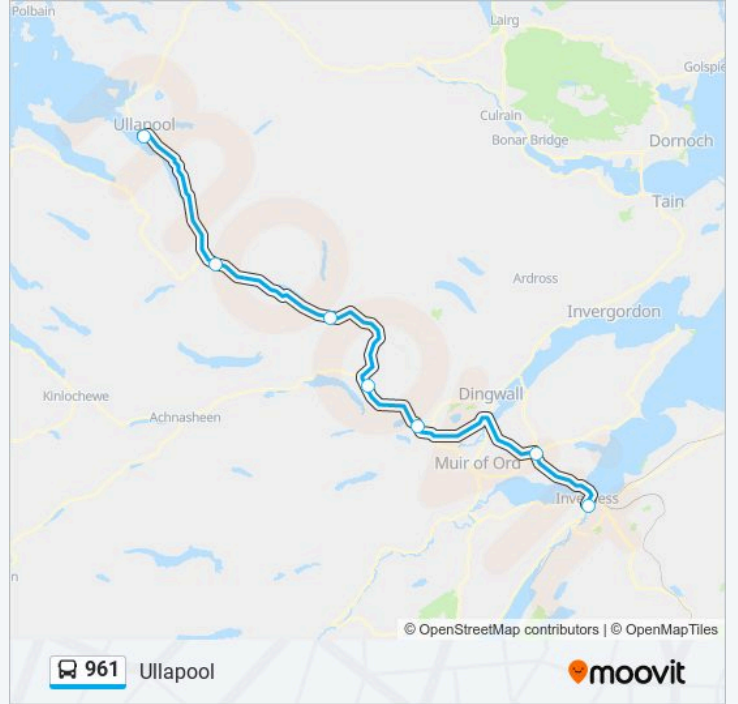 Polbain
Lairg
Golspie
Ullapool
Culrain
Bonar Bridge
Dornoch
Tain
Ardross
Invergordon
Kinlochewe
Dingwall
Achnasheen
Muir of Ord
Inverness
n
© OpenStreetMap contributors | © OpenMapTiles
961 Ullapool
moovit